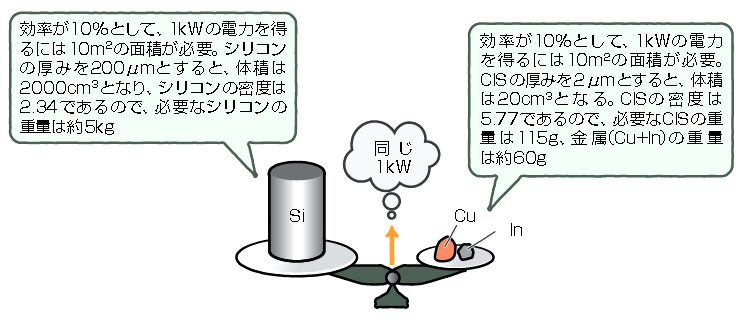 効率が10%として、1kWの電力を得
るには10m²の面積が必要。シリコン
の厚みを200μmとすると、体積は
2000cm³となり、シリコンの密度は
2.34であるので、必要なシリコンの
重量は約5kg
効率が10%として、1kWの電力
を得るには10m²の面積が必要。
CISの厚みを2μmとすると、体積
は20cm³となる。CISの密度は
5.77であるので、必要なCISの重
量は115g、金属(Cu+In)の重量
は約60g
同じ
1kW
Si
Cu
In